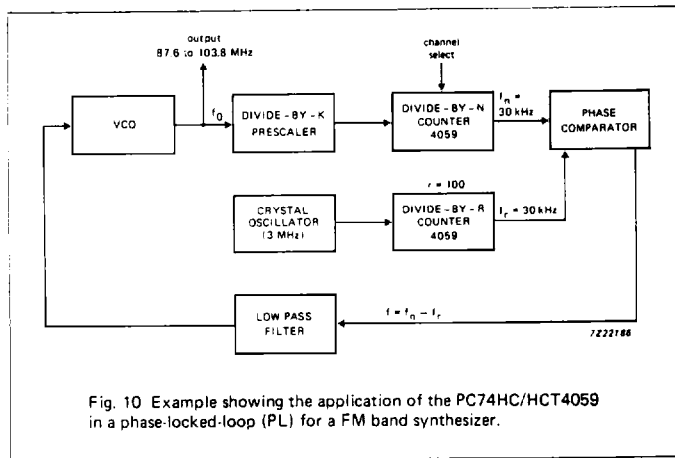 output
87.6 to 103.8 MHz
channel
select
VCO
f0
DIVIDE - BY - K
PRESCALER
DIVIDE - BY - N
COUNTER
4059
fn =
30 kHz
PHASE
COMPARATOR
r = 100
CRYSTAL
OSCILLATOR
(3 MHz)
DIVIDE - BY - R
COUNTER
4059
fr = 30 kHz
LOW PASS
FILTER
f = fn - fr
7Z22186
Fig. 10 Example showing the application of the PC74HC/HCT4059
in a phase-locked-loop (PL) for a FM band synthesizer.